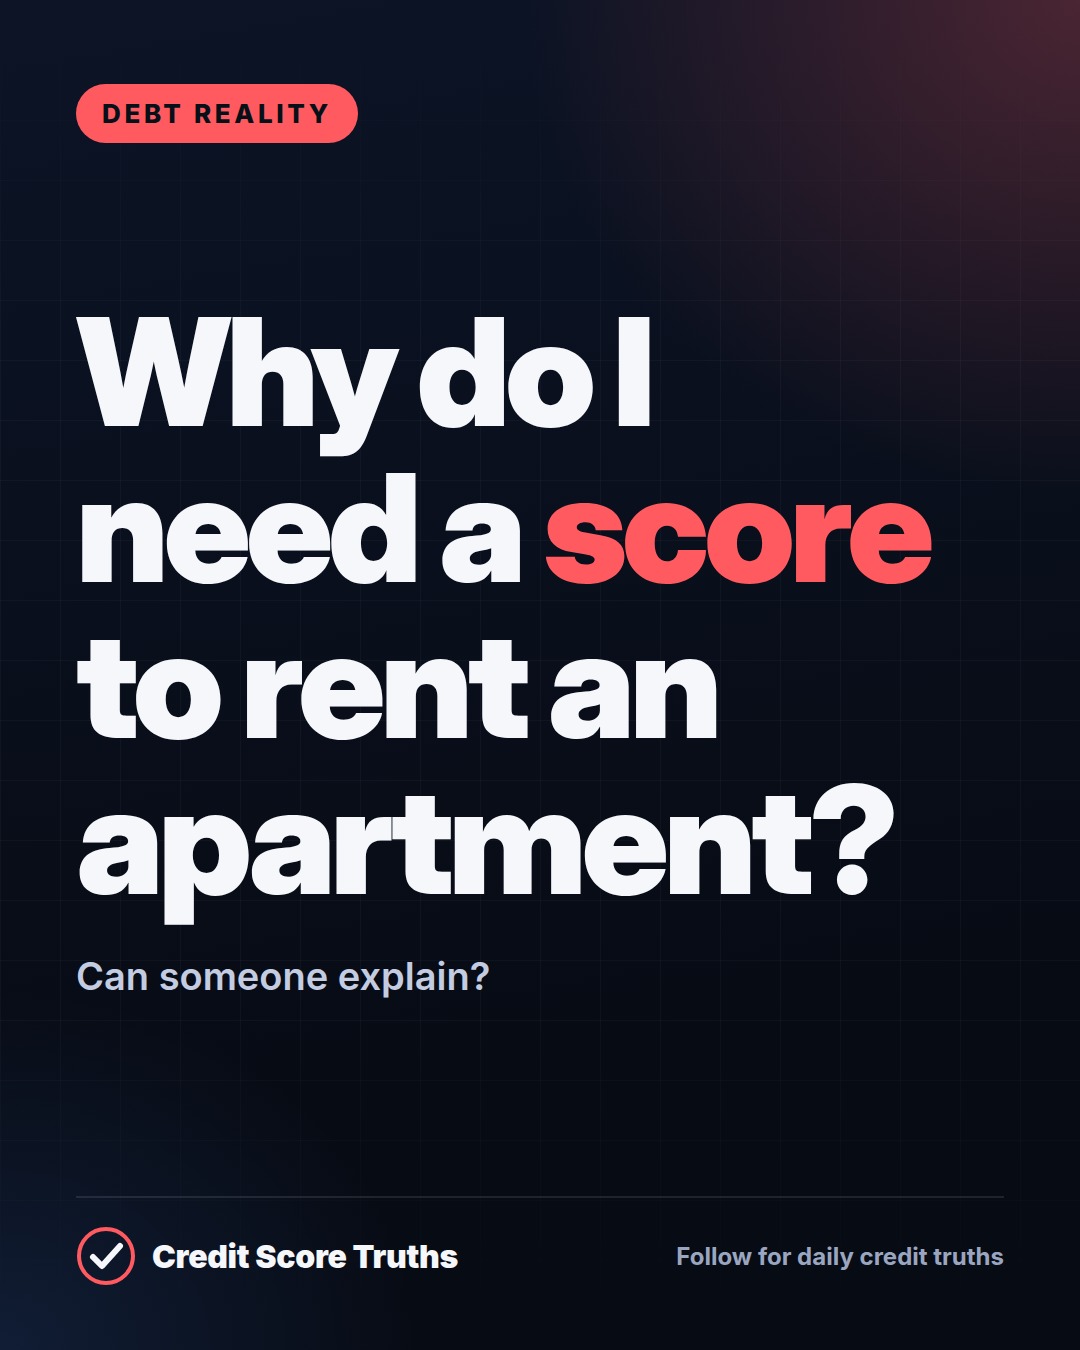 DEBT REALITY
Why do I
need a score
to rent an
apartment?
Can someone explain?
Credit Score Truths
Follow for daily credit truths